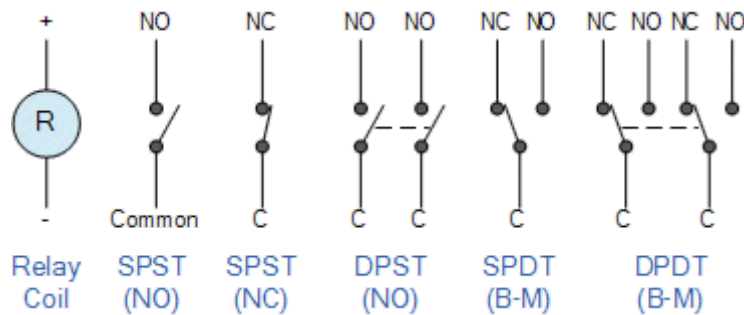 + NO NC NO NO NC NO NC NO NC NO
R
- Common C C C C C C
Relay SPST SPST DPST SPDT DPDT
Coil (NO) (NC) (NO) (B-M) (B-M)